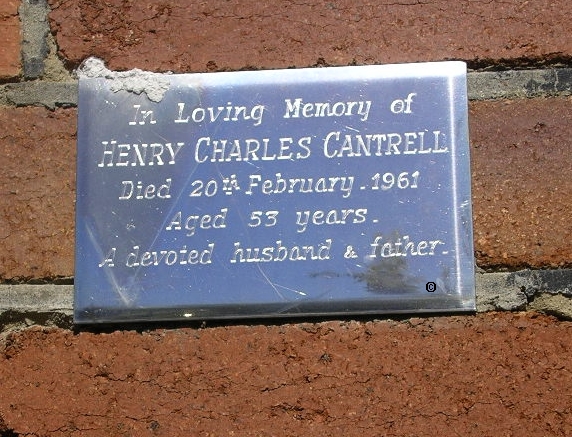 In Loving Memory of
HENRY CHARLES CANTRELL
Died 20th February. 1961
Aged 53 years.
A devoted husband & father.
©